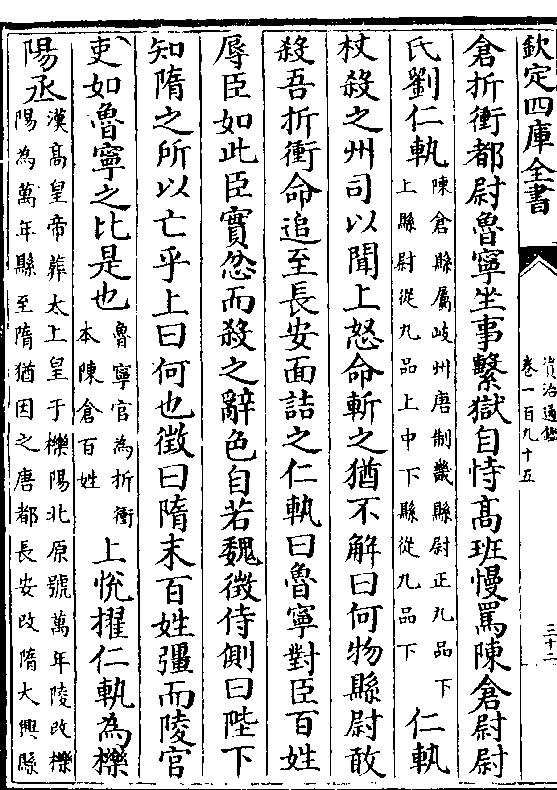 欽定四庫全書
資治通鑑
卷一百九十五
三十二
倉折衝都尉魯寧坐事繫獄自恃髙班慢罵陳倉尉尉
氏劉仁軌陳倉縣屬岐州唐制畿縣尉正九品下上縣尉從九品上中下縣從九品下仁軌
杖殺之州司以聞上怒命斬之猶不解曰何物縣尉敢
殺吾折衝命追至長安面詰之仁軌曰魯寧對臣百姓
辱臣如此臣實忿而殺之辭色自若魏徵侍側曰陛下
知隋之所以亡乎上曰何也徵曰隋末百姓彊而陵官
吏如魯寧之比是也魯寧官為折衝本陳倉百姓上恱擢仁軌為櫟
陽丞漢髙皇帝葬太上皇于櫟陽北原號萬年陵改櫟陽為萬年縣至隋猶因之唐都長安改隋大興縣